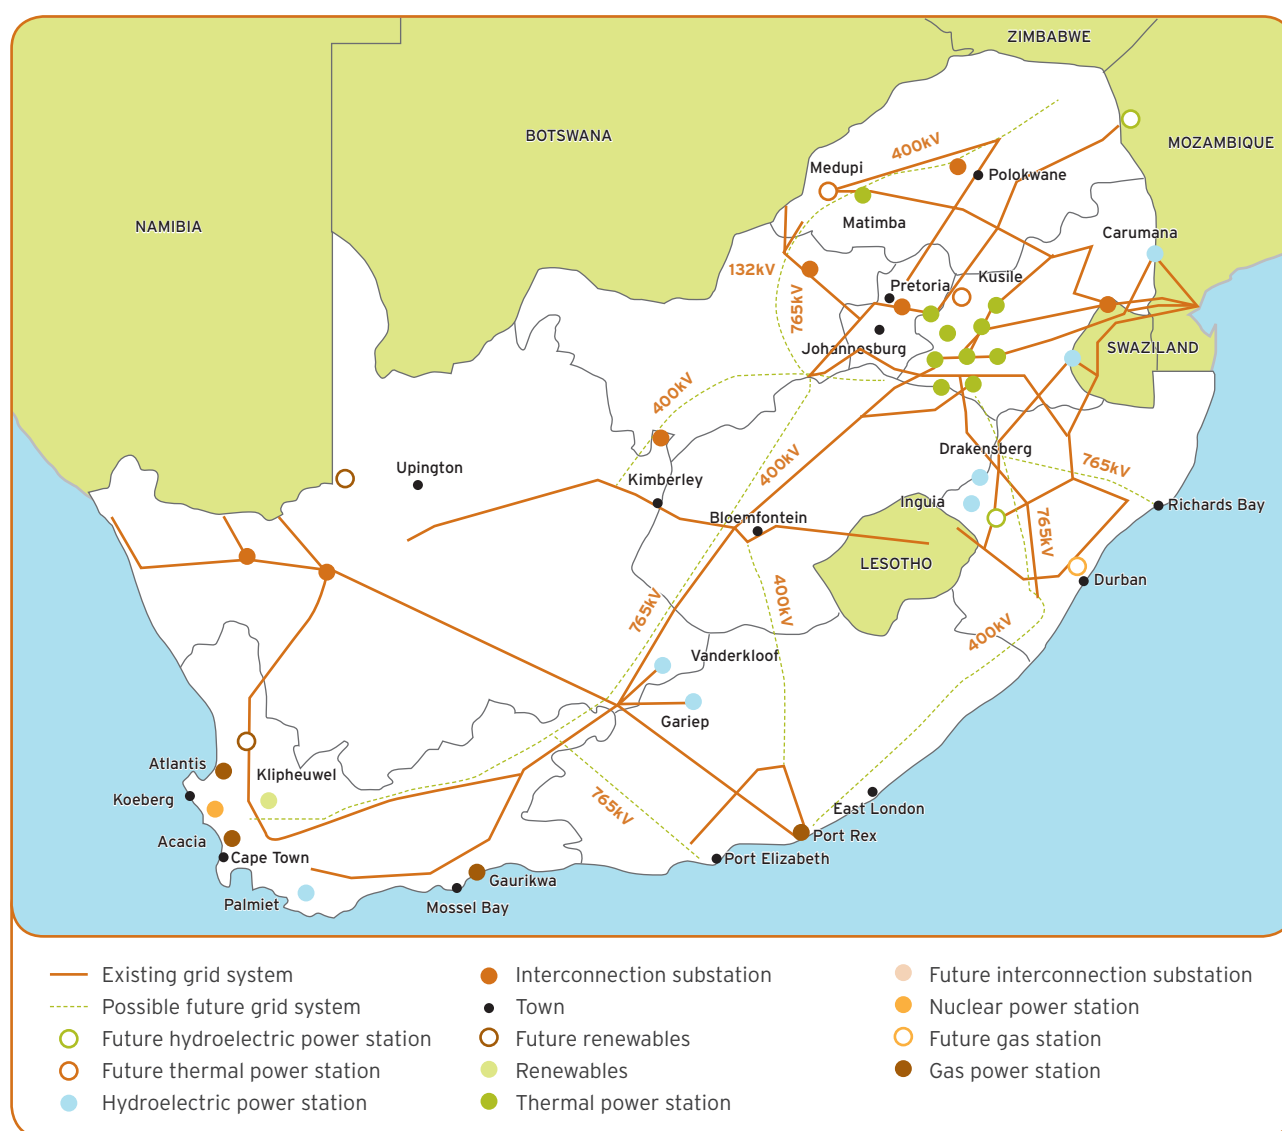 ZIMBABWE
BOTSWANA
MOZAMBIQUE
400kV
Medupi
Polokwane
Matimba
NAMIBIA
Carumana
132kV
Kusile
Pretoria
765kV
Johannesburg
SWAZILAND
400kV
Drakensberg
400kV
765kV
Upington
Kimberley
Inguia
Richards Bay
Bloemfontein
765kV
LESOTHO
Durban
400kV
765kV
400kV
Vanderkloof
Gariep
Atlantis
Klipheuwel
Koeberg
765kV
East London
Acacia
Port Rex
Cape Town
Port Elizabeth
Gaurikwa
Palmiet
Mossel Bay
Existing grid system
Possible future grid system
Future hydroelectric power station
Future thermal power station
Hydroelectric power station
Interconnection substation
Town
Future renewables
Renewables
Thermal power station
Future interconnection substation
Nuclear power station
Future gas station
Gas power station